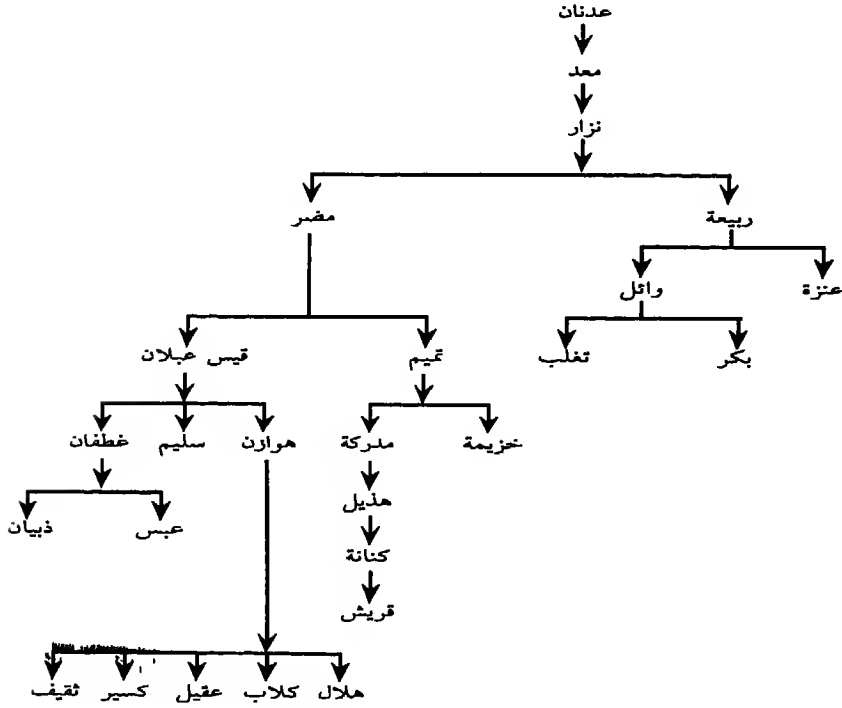 عدنان
معد
نزار
مضر ربيعة
وائل عنزة
قيس عبلان تميم تغلب بكر
غطفان سليم هوازن مدركة خزيمة
هذيل
ذبيان عبس
كنانة
قريش
ثقيف كسير عقيل كلاب هلال